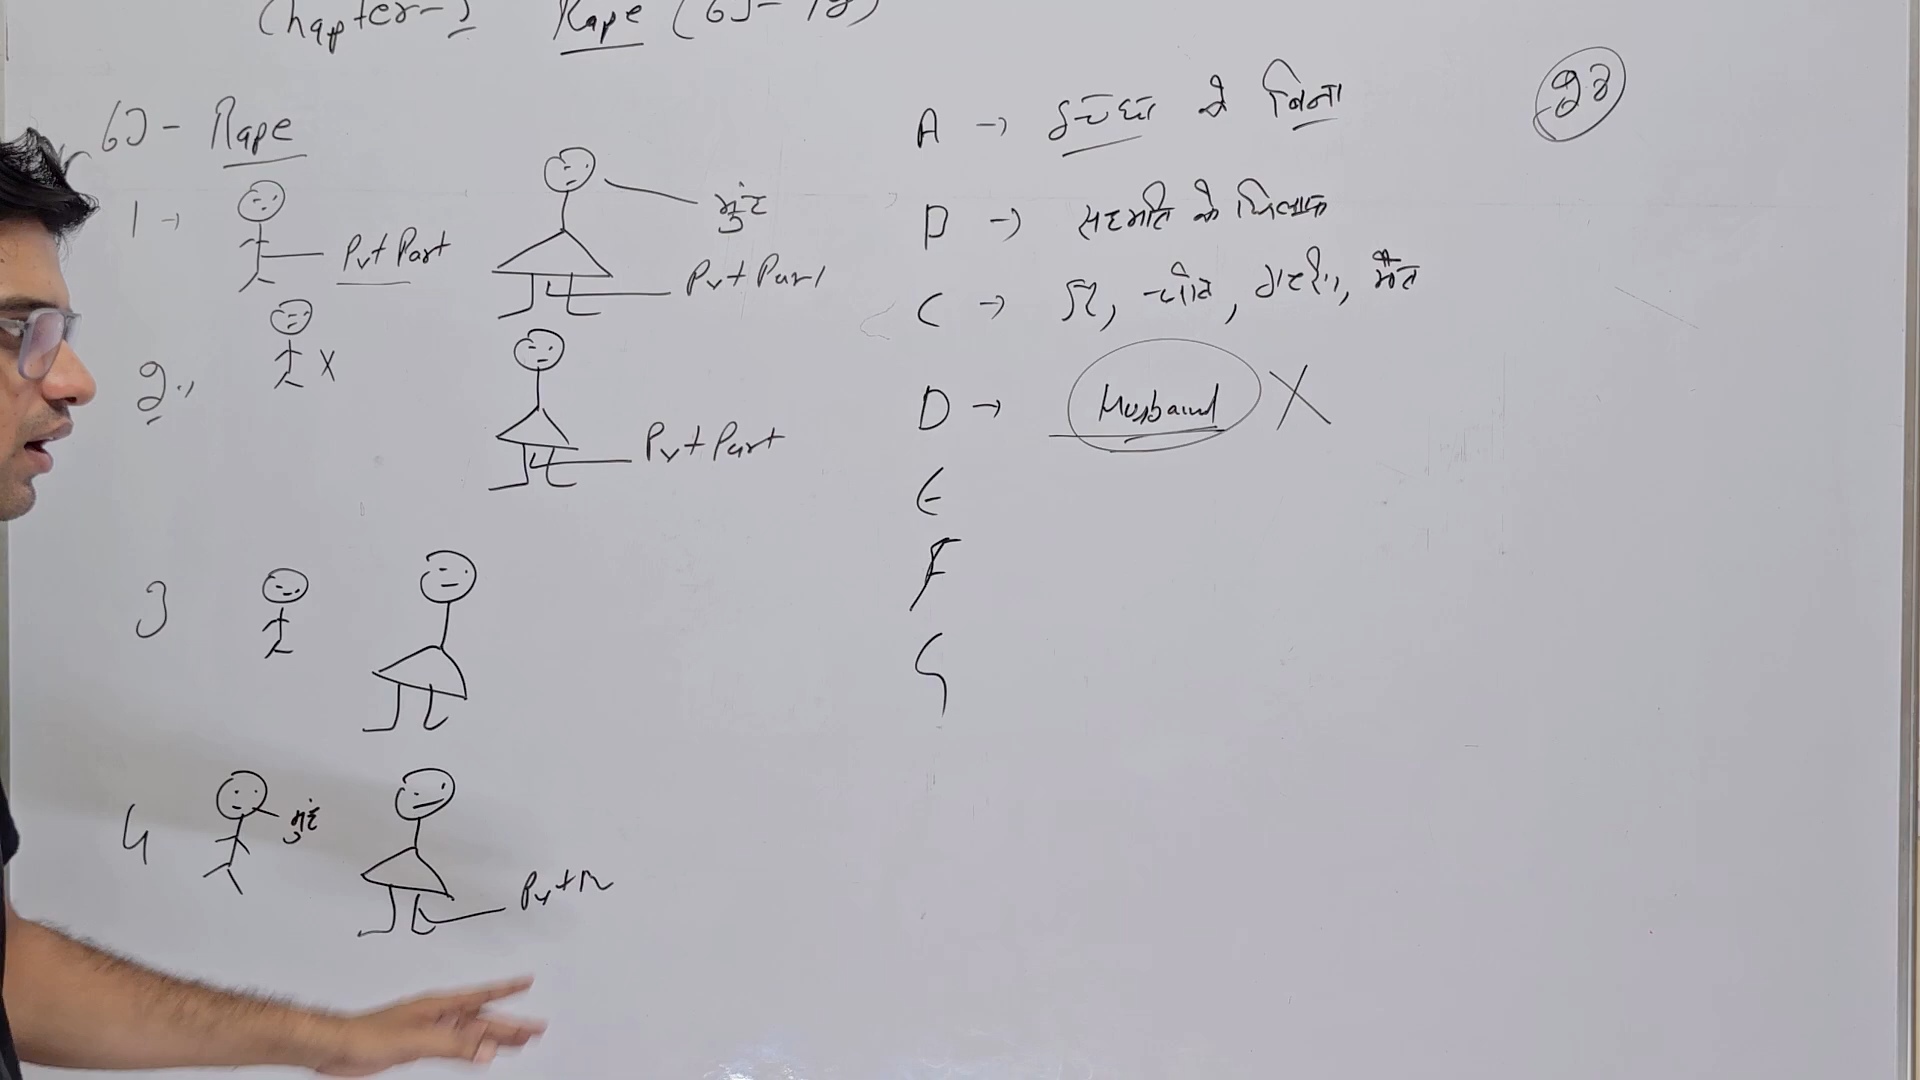 Chapter-5 Rape (63-73)
63 - Rape
1 →
Pvt Part
मुंह
Pvt Part
2.,
X
Pvt Part
3
4
मुंह
A → इच्छा के बिना
B → सहमति के खिलाफ
C → डर, चोट,
D → Husband X
E
F
G